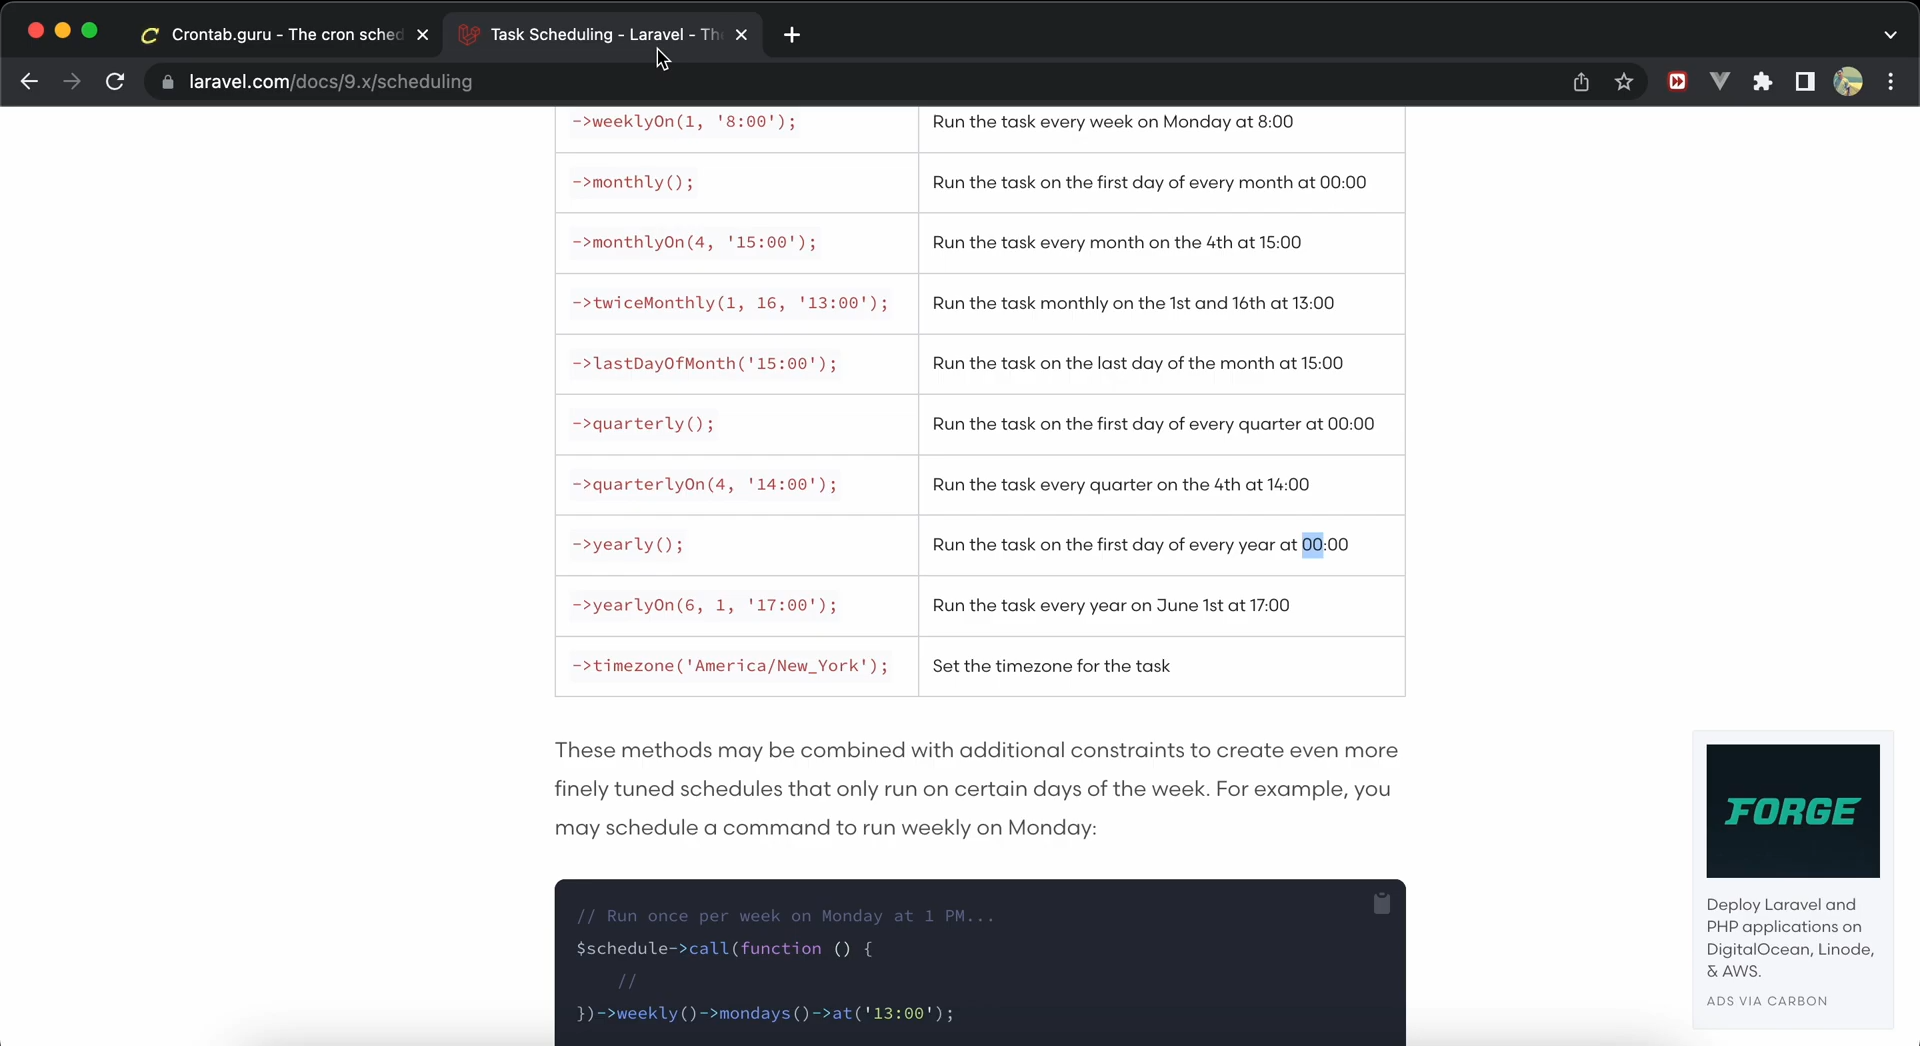 Crontab.guru - The cron sched
Task Scheduling - Laravel - Th
laravel.com/docs/9.x/scheduling
->weeklyOn(1, '8:00'); Run the task every week on Monday at 8:00
->monthly(); Run the task on the first day of every month at 00:00
->monthlyOn(4, '15:00'); Run the task every month on the 4th at 15:00
->twiceMonthly(1, 16, '13:00'); Run the task monthly on the 1st and 16th at 13:00
->lastDayOfMonth('15:00'); Run the task on the last day of the month at 15:00
->quarterly(); Run the task on the first day of every quarter at 00:00
->quarterlyOn(4, '14:00'); Run the task every quarter on the 4th at 14:00
->yearly(); Run the task on the first day of every year at 00:00
->yearlyOn(6, 1, '17:00'); Run the task every year on June 1st at 17:00
->timezone('America/New_York'); Set the timezone for the task
These methods may be combined with additional constraints to create even more
finely tuned schedules that only run on certain days of the week. For example, you
may schedule a command to run weekly on Monday:
// Run once per week on Monday at 1 PM...
$schedule->call(function () {
//
})->weekly()->mondays()->at('13:00');
FORGE
Deploy Laravel and
PHP applications on
DigitalOcean, Linode,
& AWS.
ADS VIA CARBON